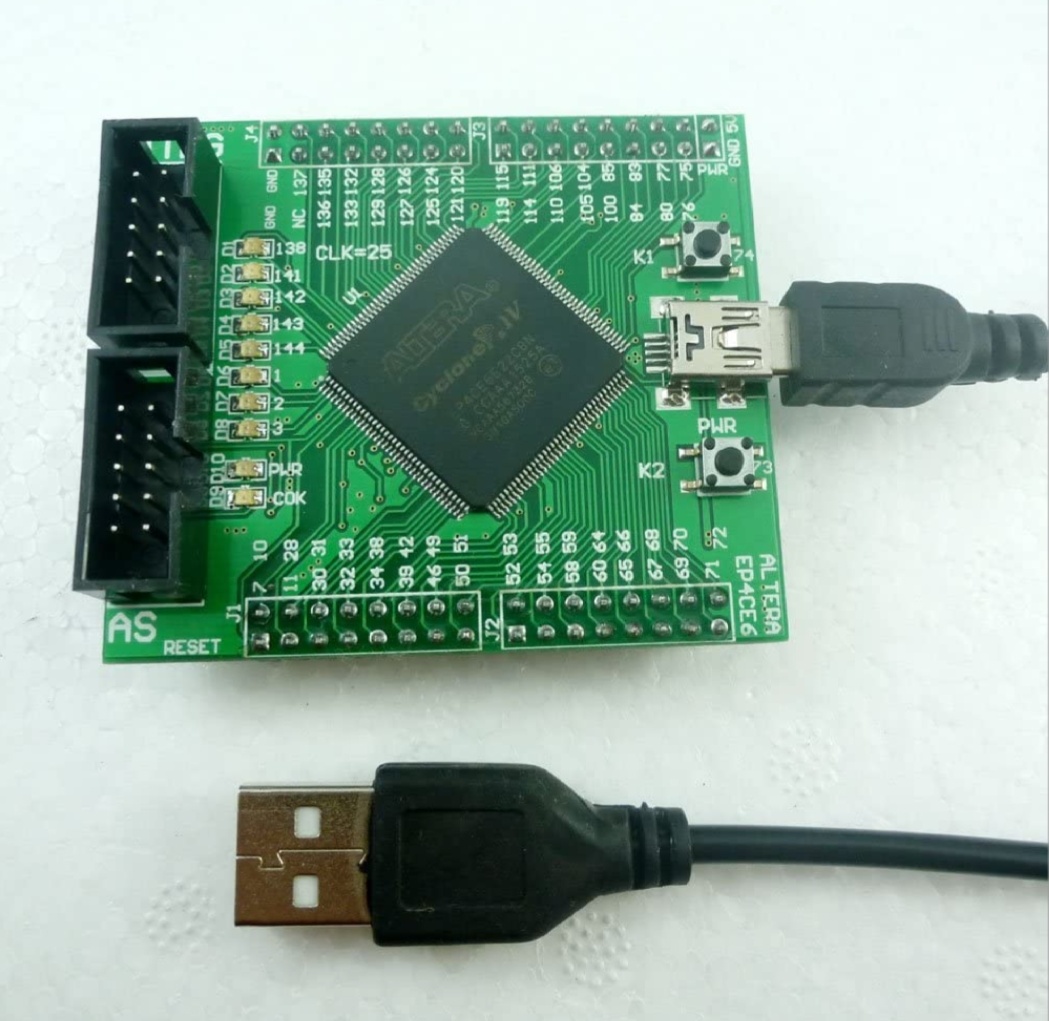 J4
J3
GND 5V
GND
137
136 135
133 132
129 128
127 126
125 124
121 120
119 115
114 111
110 106
105 104
100 85
84 83
80 77
76 75
PWR
GND NC
CLK=25
K1
74
D1 138
D2 141
D3 142
D4 143
D5 144
D6 1
D7 2
D8 3
D10 PWR
D9 COK
ALTERA®
Cyclone® IV
PWR
K2
73
7 10
11 28
30 31
32 33
34 38
39 42
46 49
50 51
52 53
54 55
58 59
60 64
65 66
67 68
69 70
71 72
J1
J2
AS
RESET
ALTERA
EP4CE6